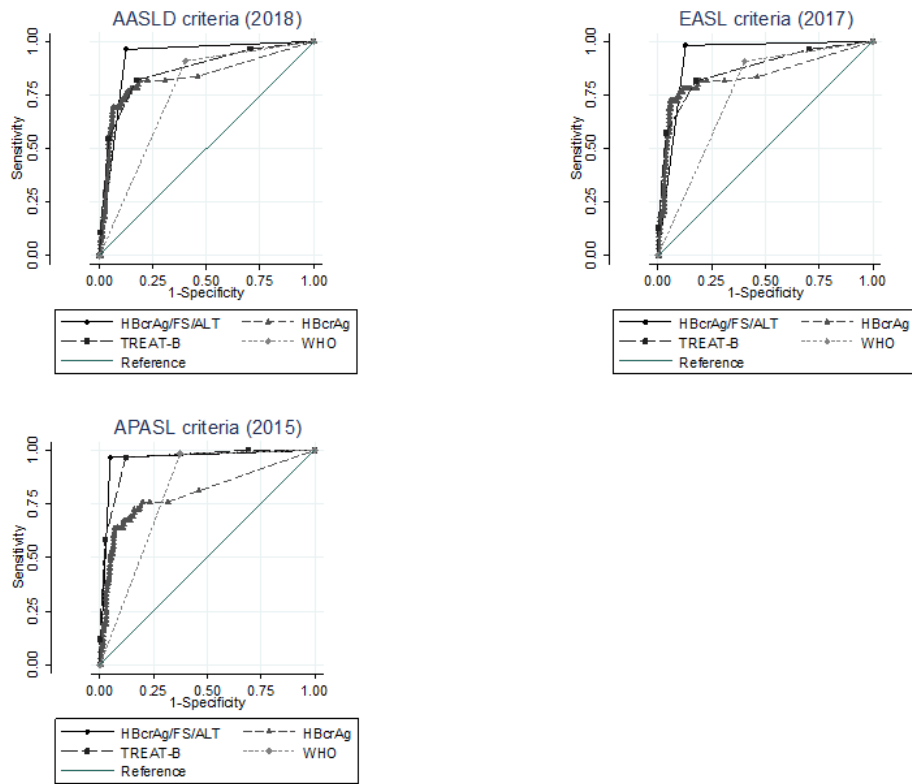 AASLD criteria (2018)
1.00
0.75
0.50
0.25
0.00
Sensitivity
0.00 0.25 0.50 0.75 1.00
1-Specificity
HBcrAg/FS/ALT HBcrAg
TREAT-B WHO
Reference
EASL criteria (2017)
1.00
0.75
0.50
0.25
0.00
Sensitivity
0.00 0.25 0.50 0.75 1.00
1-Specificity
HBcrAg/FS/ALT HBcrAg
TREAT-B WHO
Reference
APASL criteria (2015)
1.00
0.75
0.50
0.25
0.00
Sensitivity
0.00 0.25 0.50 0.75 1.00
1-Specificity
HBcrAg/FS/ALT HBcrAg
TREAT-B WHO
Reference